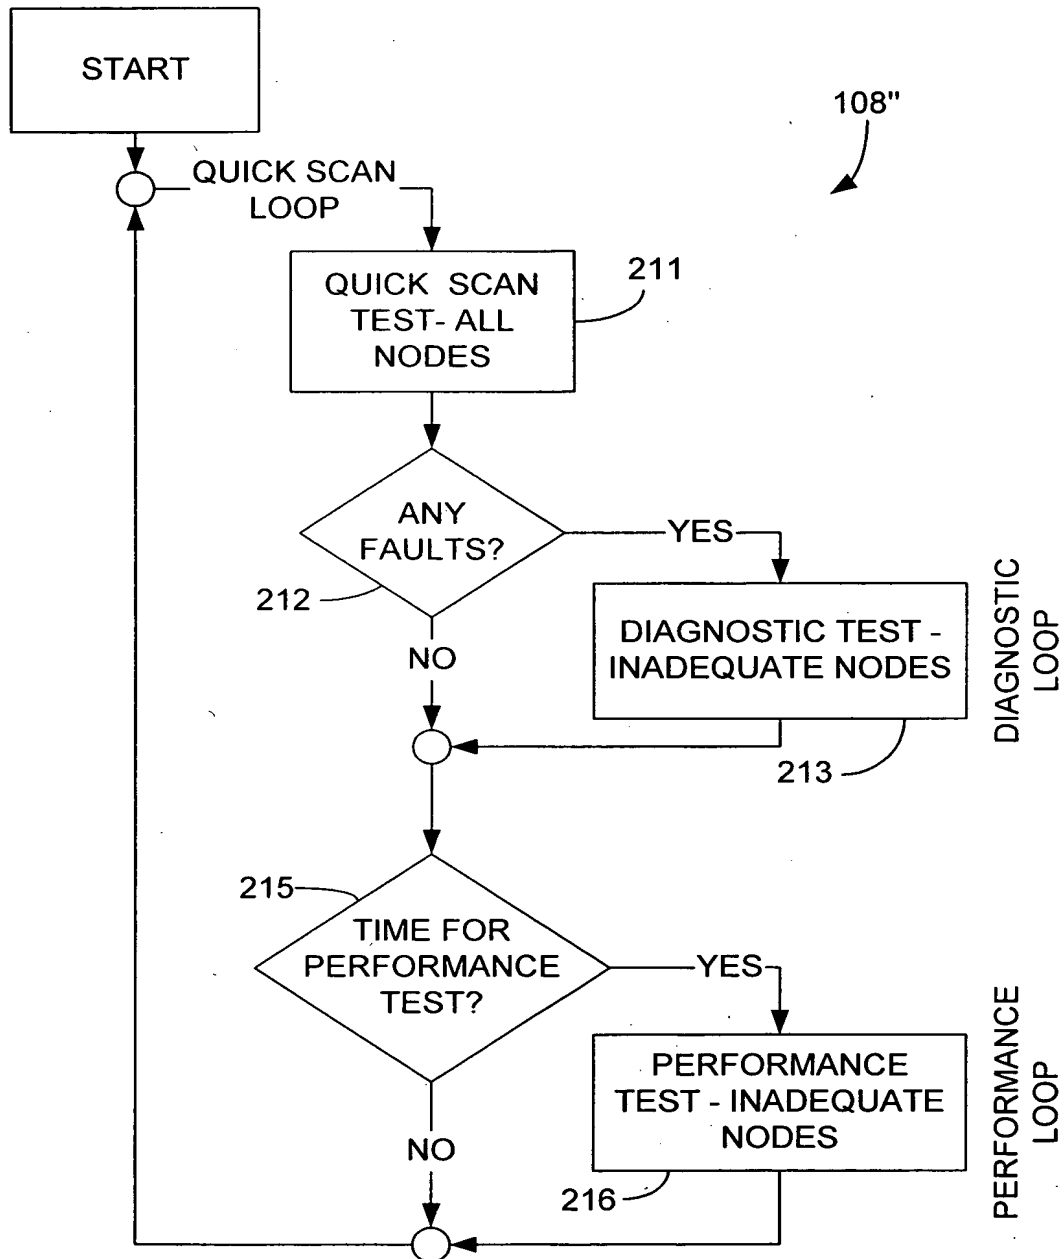 START
108"
QUICK SCAN
LOOP
211
QUICK SCAN
TEST- ALL
NODES
ANY
FAULTS?
YES
212
NO
DIAGNOSTIC TEST -
INADEQUATE NODES
DIAGNOSTIC
LOOP
213
215
TIME FOR
PERFORMANCE
TEST?
YES
NO
PERFORMANCE
TEST - INADEQUATE
NODES
PERFORMANCE
LOOP
216